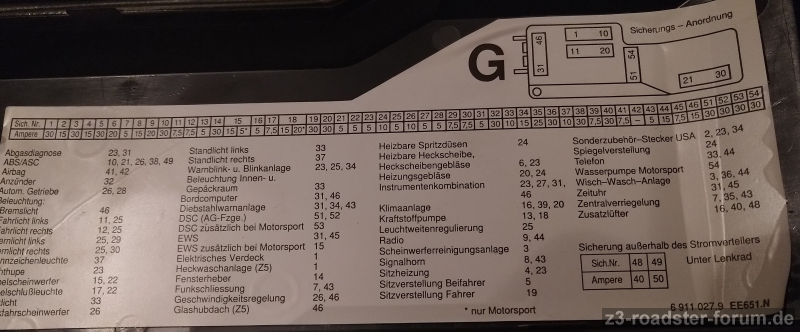 G
Sicherungs – Anordnung
1 10
11 20
46
31
54
51
21 30
Sich. Nr. 1 2 3 4 5 6 7 8 9 10 11 12 13 14 15 16 17 18 19 20 21 22 23 24 25 26 27 28 29 30 31 32 33 34 35 36 37 38 39 40 41 42 43 44 45 46 51 52 53 54
Ampere 30 15 30 15 30 20 5 15 20 30 7,5 7,5 15 30 15 5* 5 7,5 15 20* 30 30 5 5 10 5 10 5 5 7,5 30 10 15 25 30 10 30 7,5 7,5 7,5 7,5 – 5 15 7,5 15 30 30 30 30
Abgasdiagnose 23, 31
ABS/ASC 10, 21, 26, 38, 49
Airbag 41, 42
Anzünder 32
Autom. Getriebe 26, 28
Beleuchtung:
Bremslicht 46
Fahrlicht links 11, 25
ahrlicht rechts 12, 25
ernlicht links 25, 29
ernlicht rechts 25, 30
nnzeichenleuchte 37
chthupe 23
elscheinwerfer 15, 22
elschlußleuchte 17, 22
licht 33
dfahrscheinwerfer 26
Standlicht links 33
Standlicht rechts 37
Warnblink- u. Blinkanlage 23, 25, 34
Beleuchtung Innen- u.
Gepäckraum 33
Bordcomputer 31, 46
Diebstahlwarnanlage 31, 34, 43
DSC (AG-Fzge.) 51, 52
DSC zusätzlich bei Motorsport 53
EWS 31, 45
EWS zusätzlich bei Motorsport 15
Elektrisches Verdeck 1
Heckwaschanlage (Z5) 1
Fensterheber 14
Funkschliessung 7, 43
Geschwindigkeitsregelung 26, 46
Glashubdach (Z5) 46
Heizbare Spritzdüsen 24
Heizbare Heckscheibe,
Heckscheibengebläse 6, 23
Heizungsgebläse 20, 24
Instrumentenkombination 23, 27, 31,
46
Klimaanlage 16, 39, 20
Kraftstoffpumpe 13, 18
Leuchtweitenregulierung 25
Radio 9, 44
Scheinwerferreinigungsanlage 3
Signalhorn 8, 43
Sitzheizung 4, 23
Sitzverstellung Beifahrer 5
Sitzverstellung Fahrer 19
* nur Motorsport
Sonderzubehör-Stecker USA 2, 23, 34
Spiegelverstellung 24
Telefon 33, 44
Wasserpumpe Motorsport 54
Wisch-Wasch-Anlage 3, 36, 44
Zeituhr 31, 45
Zentralverriegelung 7, 35, 43
Zusatzlüfter 16, 40, 48
Sicherung außerhalb des Stromverteilers
Sich.Nr. 48 49
Unter Lenkrad
Ampere 40 50
6 911 027.9 EE651.N
z3-roadster-forum.de